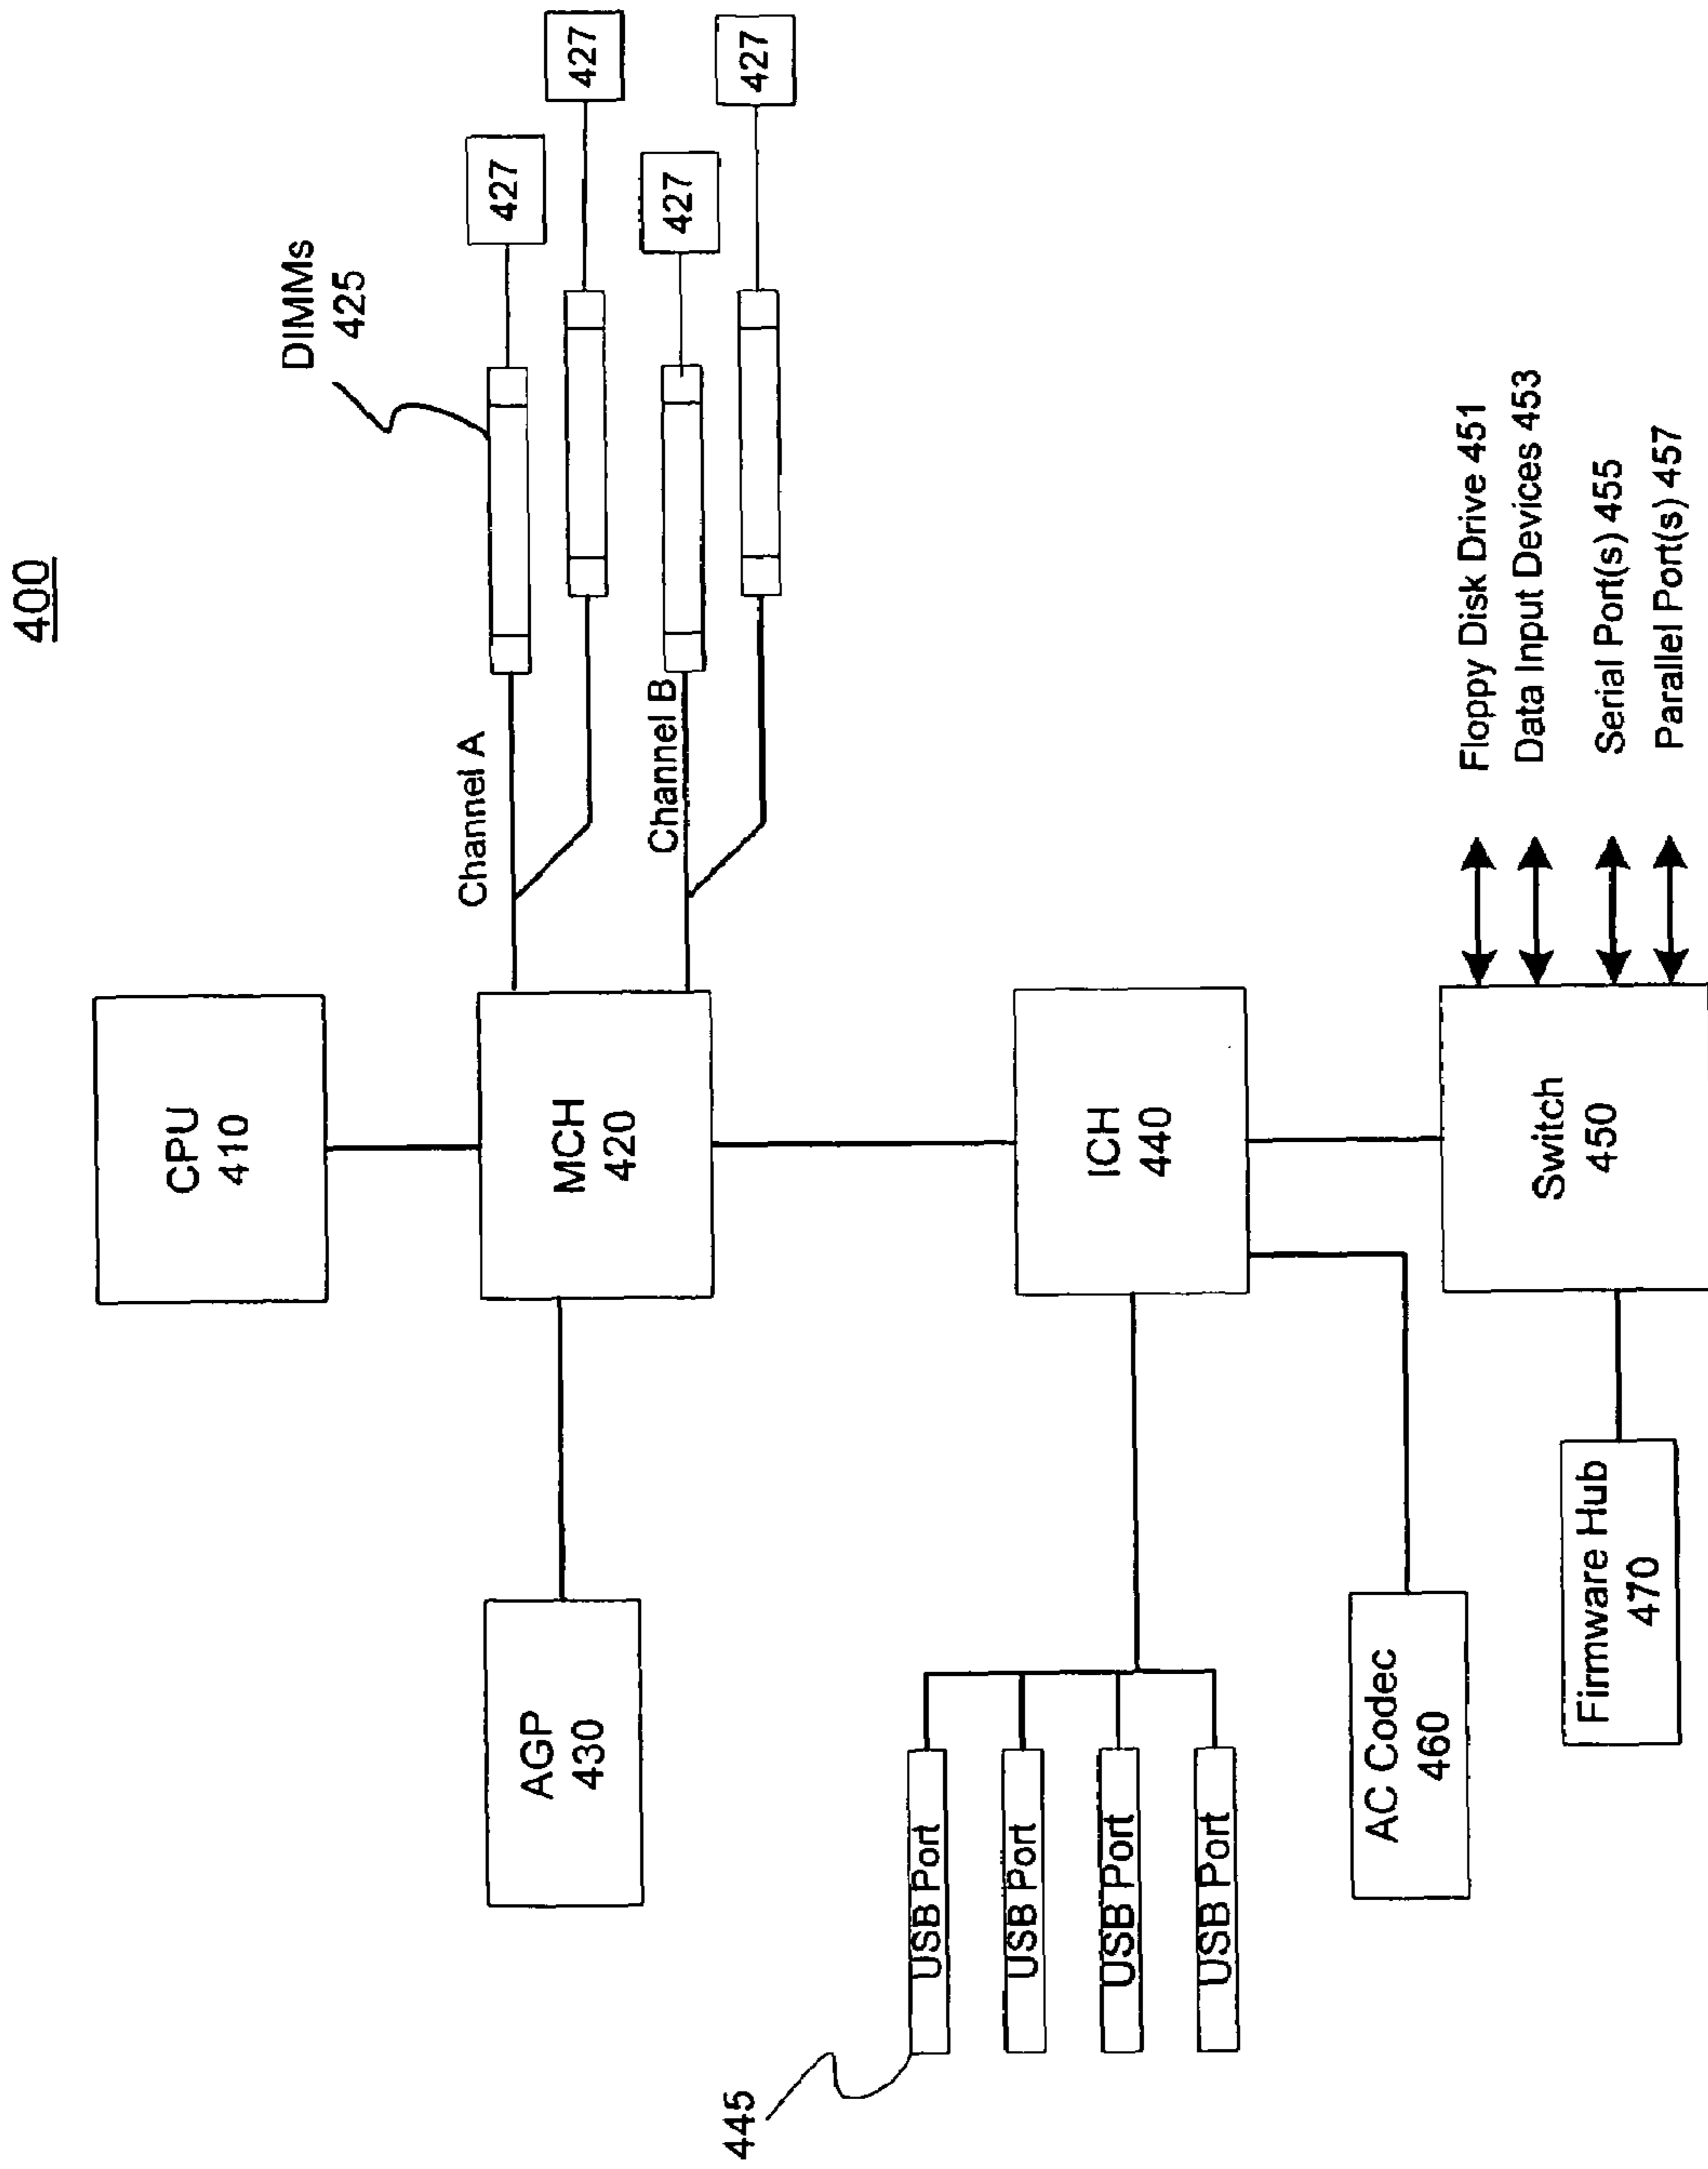 400
CPU
410
DIMMs
425
427
427
427
427
Channel A
Channel B
MCH
420
AGP
430
ICH
440
445
USB Port
USB Port
USB Port
USB Port
AC Codec
460
Switch
450
Firmware Hub
470
Floppy Disk Drive 451
Data Input Devices 453
Serial Port(s) 455
Parallel Port(s) 457